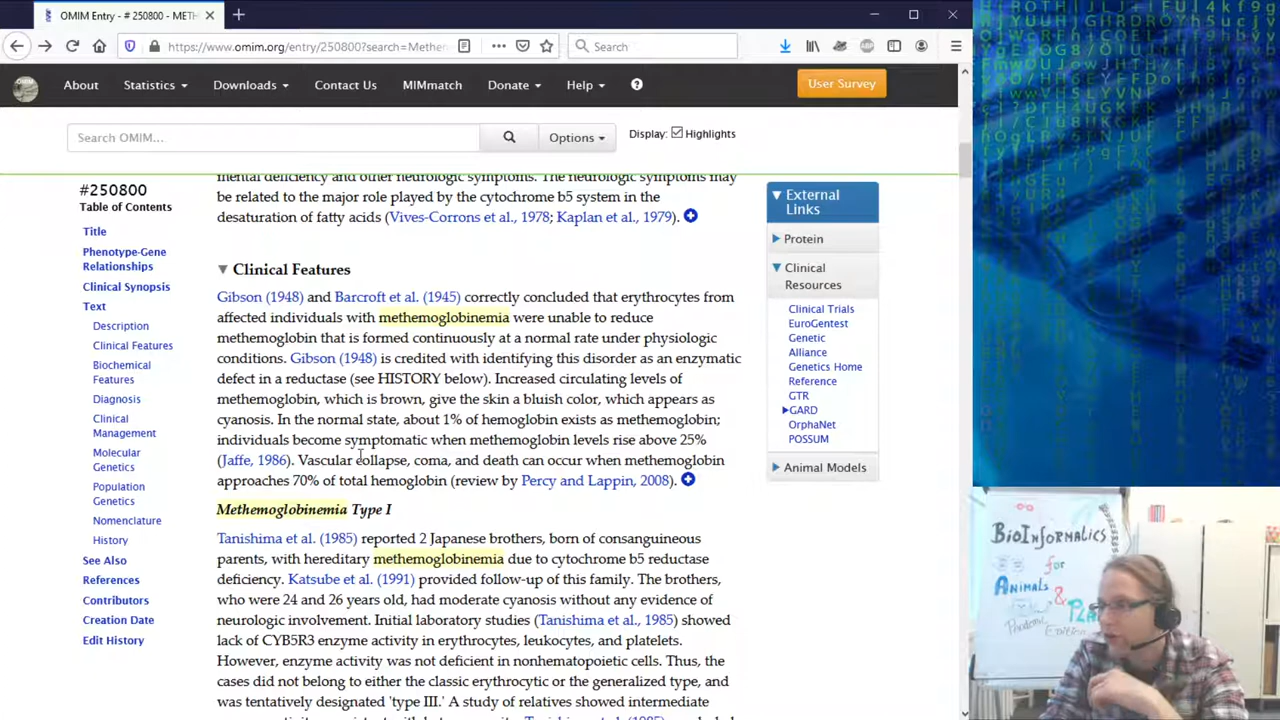 OMIM Entry - # 250800 - METH
https://www.omim.org/entry/250800?search=Mether
Search
About
Statistics
Downloads
Contact Us
MIMmatch
Donate
Help
User Survey
Search OMIM...
Options
Display:
Highlights
#250800
Table of Contents
Title
Phenotype-Gene
Relationships
Clinical Synopsis
Text
Description
Clinical Features
Biochemical
Features
Diagnosis
Clinical
Management
Molecular
Genetics
Population
Genetics
Nomenclature
History
See Also
References
Contributors
Creation Date
Edit History
mental deficiency and other neurologic symptoms. The neurologic symptoms may
be related to the major role played by the cytochrome b5 system in the
desaturation of fatty acids (Vives-Corrons et al., 1978; Kaplan et al., 1979).
Clinical Features
Gibson (1948) and Barcroft et al. (1945) correctly concluded that erythrocytes from
affected individuals with methemoglobinemia were unable to reduce
methemoglobin that is formed continuously at a normal rate under physiologic
conditions. Gibson (1948) is credited with identifying this disorder as an enzymatic
defect in a reductase (see HISTORY below). Increased circulating levels of
methemoglobin, which is brown, give the skin a bluish color, which appears as
cyanosis. In the normal state, about 1% of hemoglobin exists as methemoglobin;
individuals become symptomatic when methemoglobin levels rise above 25%
(Jaffe, 1986). Vascular collapse, coma, and death can occur when methemoglobin
approaches 70% of total hemoglobin (review by Percy and Lappin, 2008).
Methemoglobinemia Type I
Tanishima et al. (1985) reported 2 Japanese brothers, born of consanguineous
parents, with hereditary methemoglobinemia due to cytochrome b5 reductase
deficiency. Katsube et al. (1991) provided follow-up of this family. The brothers,
who were 24 and 26 years old, had moderate cyanosis without any evidence of
neurologic involvement. Initial laboratory studies (Tanishima et al., 1985) showed
lack of CYB5R3 enzyme activity in erythrocytes, leukocytes, and platelets.
However, enzyme activity was not deficient in nonhematopoietic cells. Thus, the
cases did not belong to either the classic erythrocytic or the generalized type, and
was tentatively designated 'type III.' A study of relatives showed intermediate
External
Links
Protein
Clinical
Resources
Clinical Trials
EuroGentest
Genetic
Alliance
Genetics Home
Reference
GTR
GARD
OrphaNet
POSSUM
Animal Models
BioInformatics
for
Animals
&